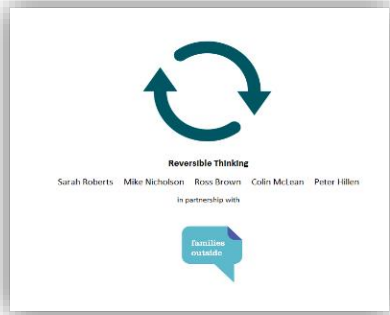 Reversible Thinking
Sarah Roberts Mike Nicholson Ross Brown Colin McLean Peter Hillen
in partnership with
families
outside